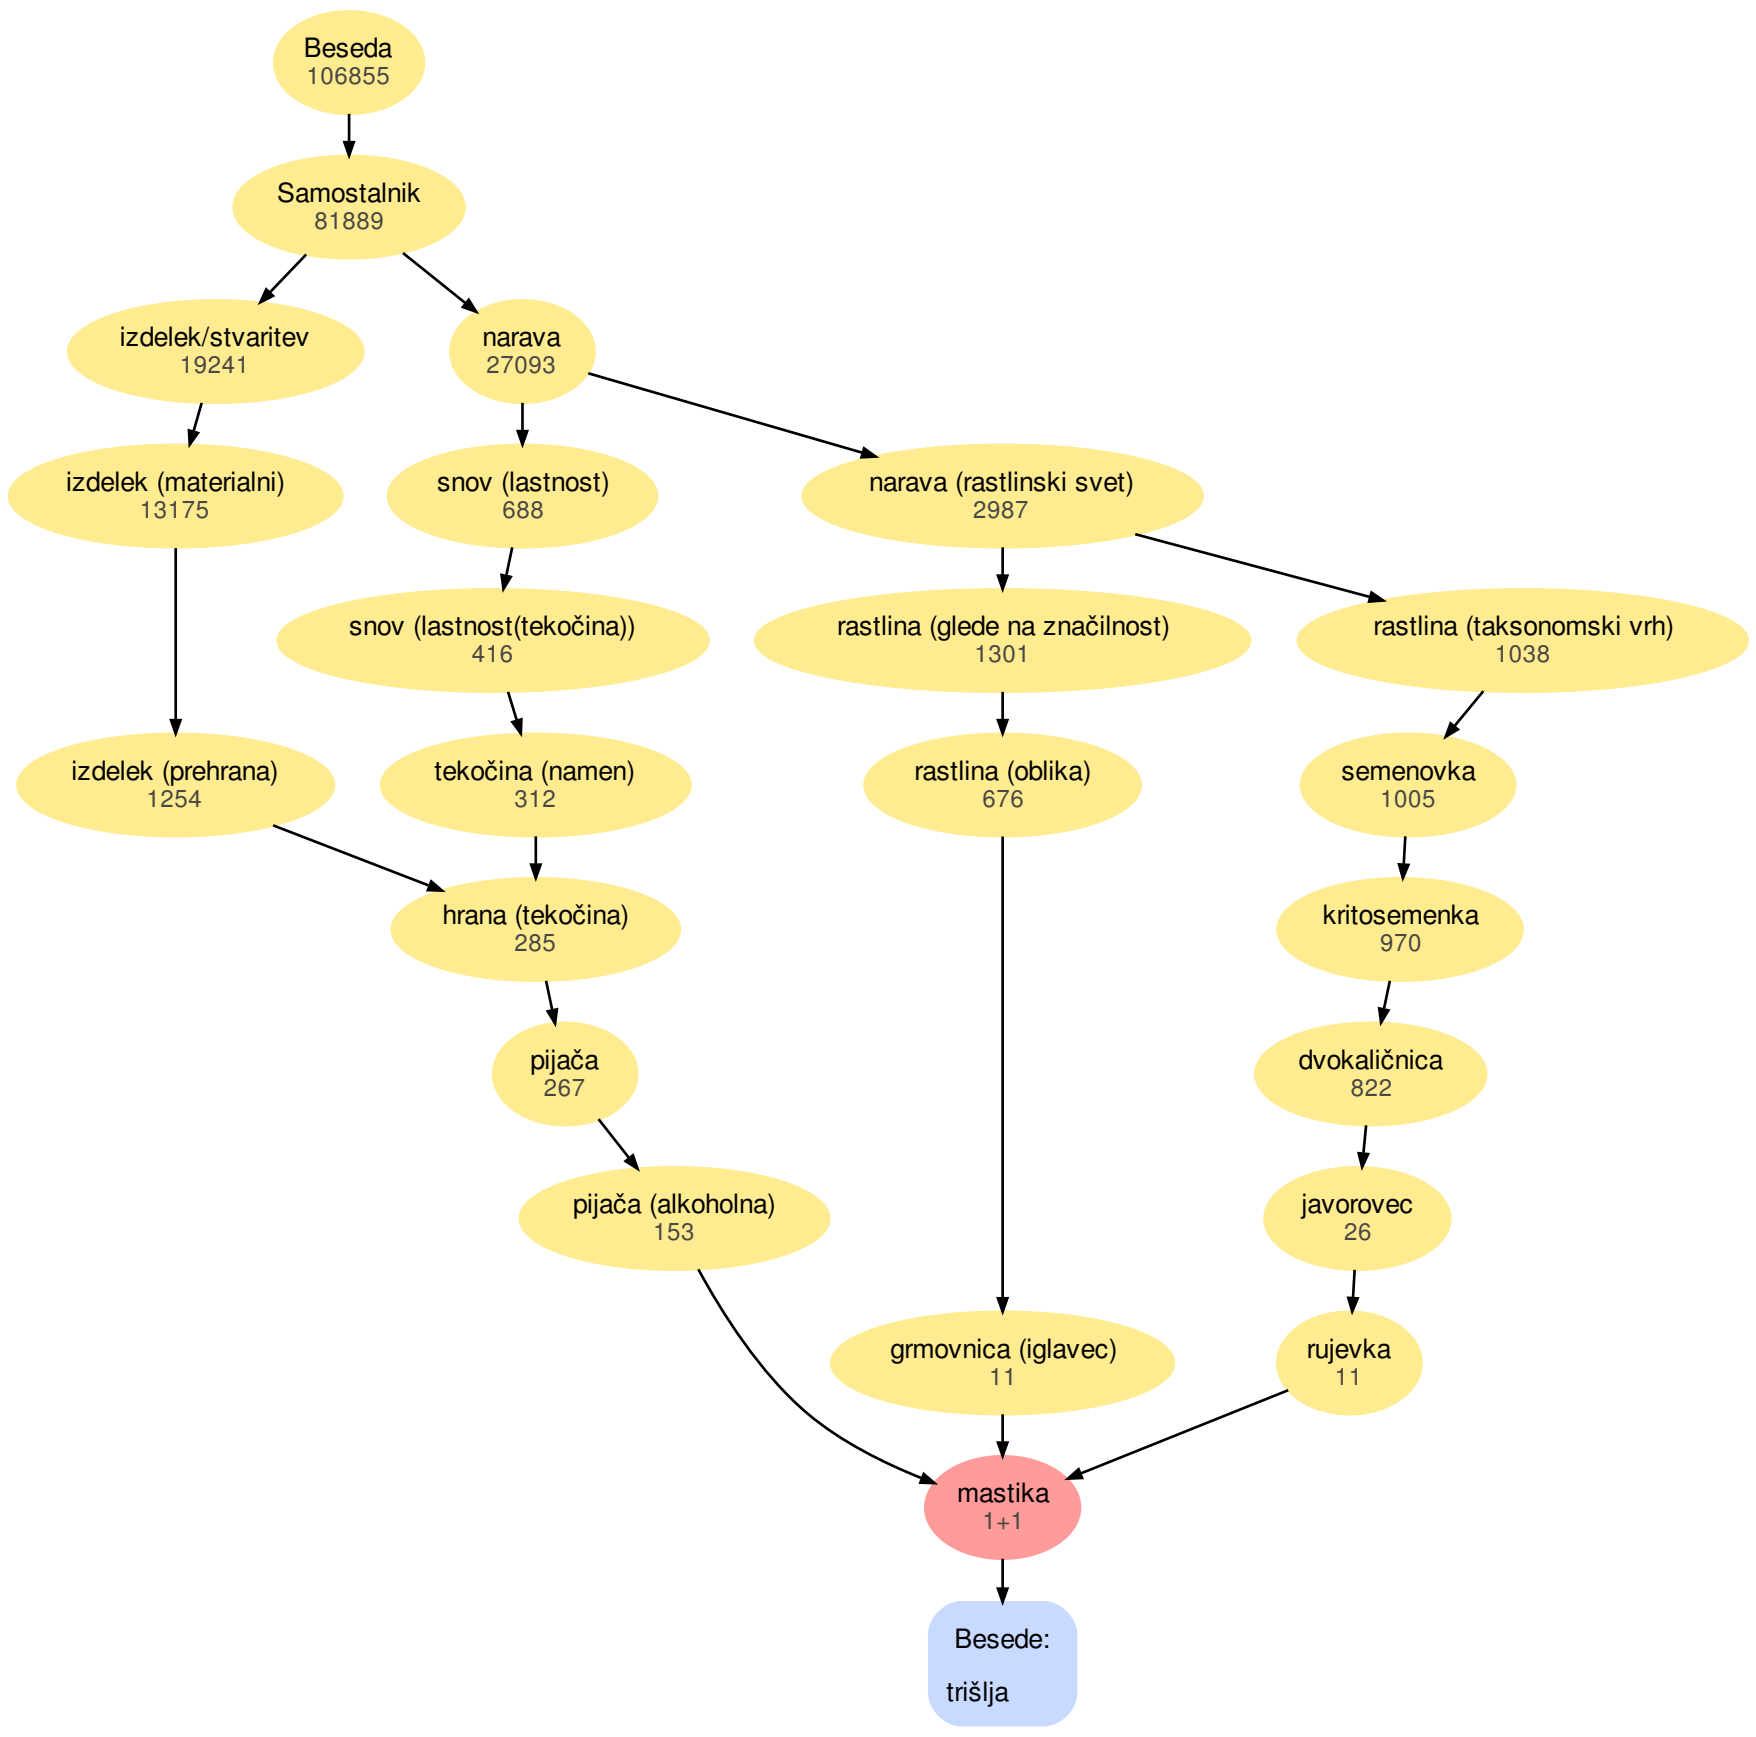 Beseda
106855
Samostalnik
81889
izdelek/stvaritev
19241
narava
27093
izdelek (materialni)
13175
snov (lastnost)
688
narava (rastlinski svet)
2987
snov (lastnost(tekočina))
416
rastlina (glede na značilnost)
1301
rastlina (taksonomski vrh)
1038
izdelek (prehrana)
1254
tekočina (namen)
312
rastlina (oblika)
676
semenovka
1005
hrana (tekočina)
285
kritosemenka
970
pijača
267
dvokaličnica
822
pijača (alkoholna)
153
javorovec
26
grmovnica (iglavec)
11
rujevka
11
mastika
1+1
Besede:
trišlja